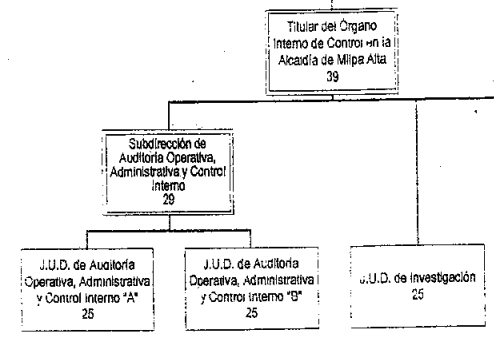 Titular del Órgano
Interno de Control en la
Alcaldía de Milpa Alta
39
Subdirección de
Auditoría Operativa,
Administrativa y Control
Interno
29
J.U.D. de Auditoría
Operativa, Administrativa
y Control Interno "A"
25
J.U.D. de Auditoría
Operativa, Administrativa
y Control Interno "B"
25
J.U.D. de Investigación
25